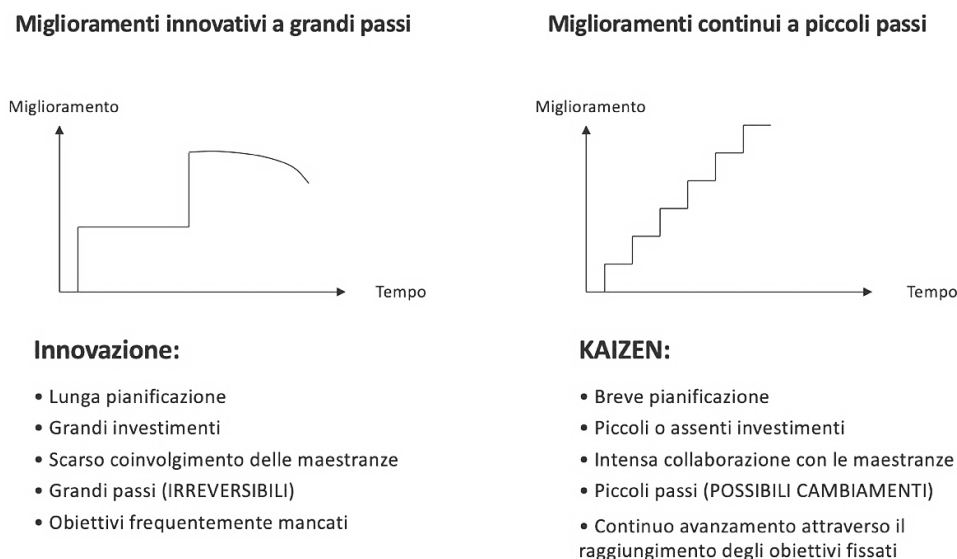 Miglioramenti innovativi a grandi passi
Miglioramento
Tempo
Innovazione:
• Lunga pianificazione
• Grandi investimenti
• Scarso coinvolgimento delle maestranze
• Grandi passi (IRREVERSIBILI)
• Obiettivi frequentemente mancati
Miglioramenti continui a piccoli passi
Miglioramento
Tempo
KAIZEN:
• Breve pianificazione
• Piccoli o assenti investimenti
• Intensa collaborazione con le maestranze
• Piccoli passi (POSSIBILI CAMBIAMENTI)
• Continuo avanzamento attraverso il
raggiungimento degli obiettivi fissati